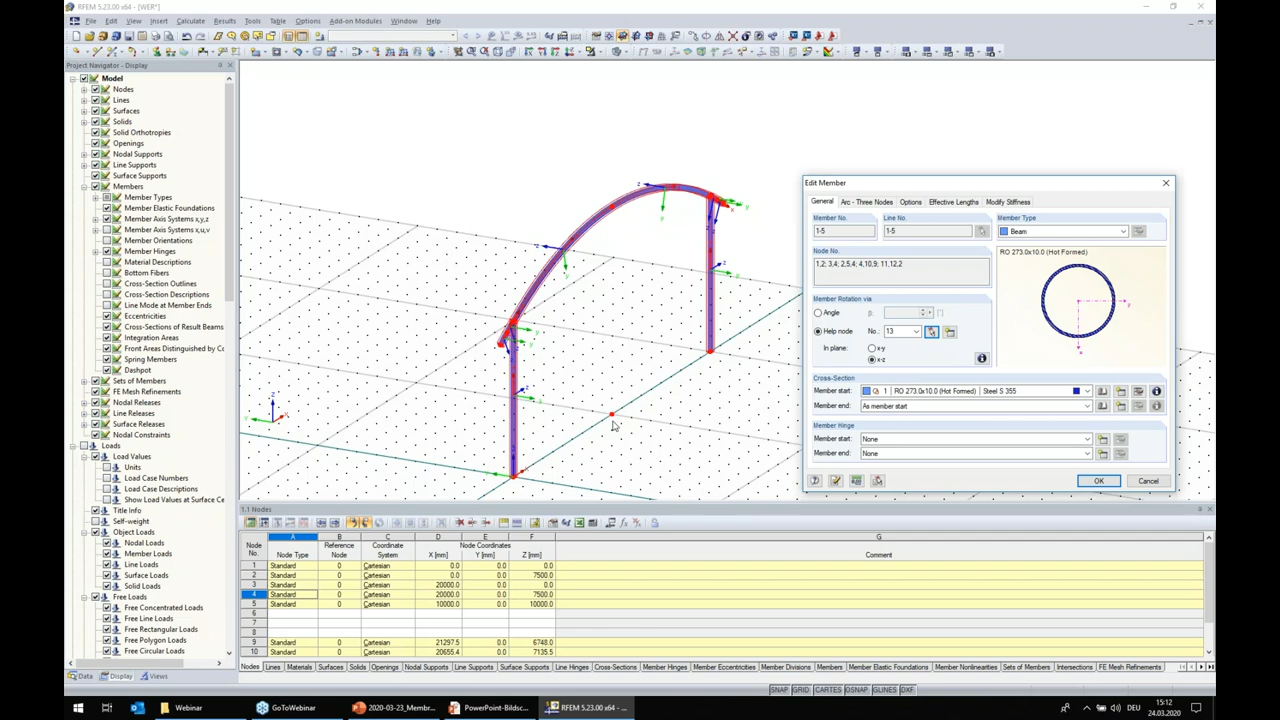 RFEM 5.23.00 x64 - [WER*]
File Edit View Insert Calculate Results Tools Table Options Add-on Modules Window Help
Project Navigator - Display
Model
Nodes
Lines
Surfaces
Solids
Solid Orthotropies
Openings
Nodal Supports
Line Supports
Surface Supports
Members
Member Types
Member Elastic Foundations
Member Axis Systems x,y,z
Member Axis Systems x,u,v
Member Orientations
Member Hinges
Material Descriptions
Bottom Fibers
Cross-Section Outlines
Cross-Section Descriptions
Line Mode at Member Ends
Eccentricities
Cross-Sections of Result Beams
Integration Areas
Front Areas Distinguished by Co
Spring Members
Dashpot
Sets of Members
FE Mesh Refinements
Nodal Releases
Line Releases
Surface Releases
Nodal Constraints
Loads
Load Values
Units
Load Case Numbers
Load Case Descriptions
Show Load Values at Surface Ce
Title Info
Self-weight
Object Loads
Nodal Loads
Member Loads
Line Loads
Surface Loads
Solid Loads
Free Loads
Free Concentrated Loads
Free Line Loads
Free Rectangular Loads
Free Polygon Loads
Free Circular Loads
Data Display Views
Edit Member
General Arc - Three Nodes Options Effective Lengths Modify Stiffness
Member No. Line No. Member Type
1-5 1-5 Beam
Node No.
1,2; 3,4; 2,5,4; 4,10,9; 11,12,2
RO 273.0x10.0 (Hot Formed)
Member Rotation via
Angle β: [°]
Help node No.: 13
In plane: x-y
x-z
Cross-Section
Member start: 1 RO 273.0x10.0 (Hot Formed) Steel S 355
Member end: As member start
Member Hinge
Member start: None
Member end: None
OK Cancel
1.1 Nodes
A B C D E F G
Node No. Node Type Reference Node Coordinate System Node Coordinates X [mm] Y [mm] Z [mm] Comment
1 Standard 0 Cartesian 0.0 0.0 0.0
2 Standard 0 Cartesian 0.0 0.0 7500.0
3 Standard 0 Cartesian 20000.0 0.0 0.0
4 Standard 0 Cartesian 20000.0 0.0 7500.0
5 Standard 0 Cartesian 10000.0 0.0 10000.0
6
7
8
9 Standard 0 Cartesian 21297.5 0.0 6748.0
10 Standard 0 Cartesian 20655.4 0.0 7135.5
Nodes Lines Materials Surfaces Solids Openings Nodal Supports Line Supports Surface Supports Line Hinges Cross-Sections Member Hinges Member Eccentricities Member Divisions Members Member Elastic Foundations Member Nonlinearities Sets of Members Intersections FE Mesh Refinements
SNAP GRID CARTES OSNAP GLINES DXF
Webinar GoToWebinar 2020-03-23_Membr... PowerPoint-Bildsc... RFEM 5.23.00 x64 - ...
DEU 15:12
24.03.2020